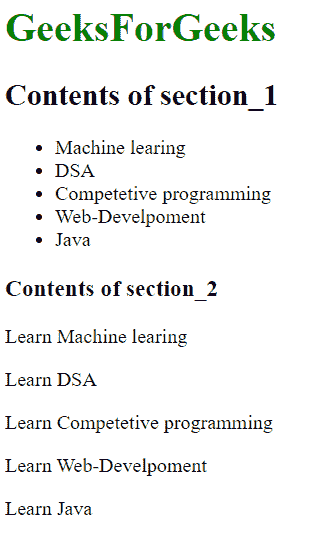 GeeksForGeeks
Contents of section_1
Machine learing
DSA
Competetive programming
Web-Develpoment
Java
Contents of section_2
Learn Machine learing
Learn DSA
Learn Competetive programming
Learn Web-Develpoment
Learn Java